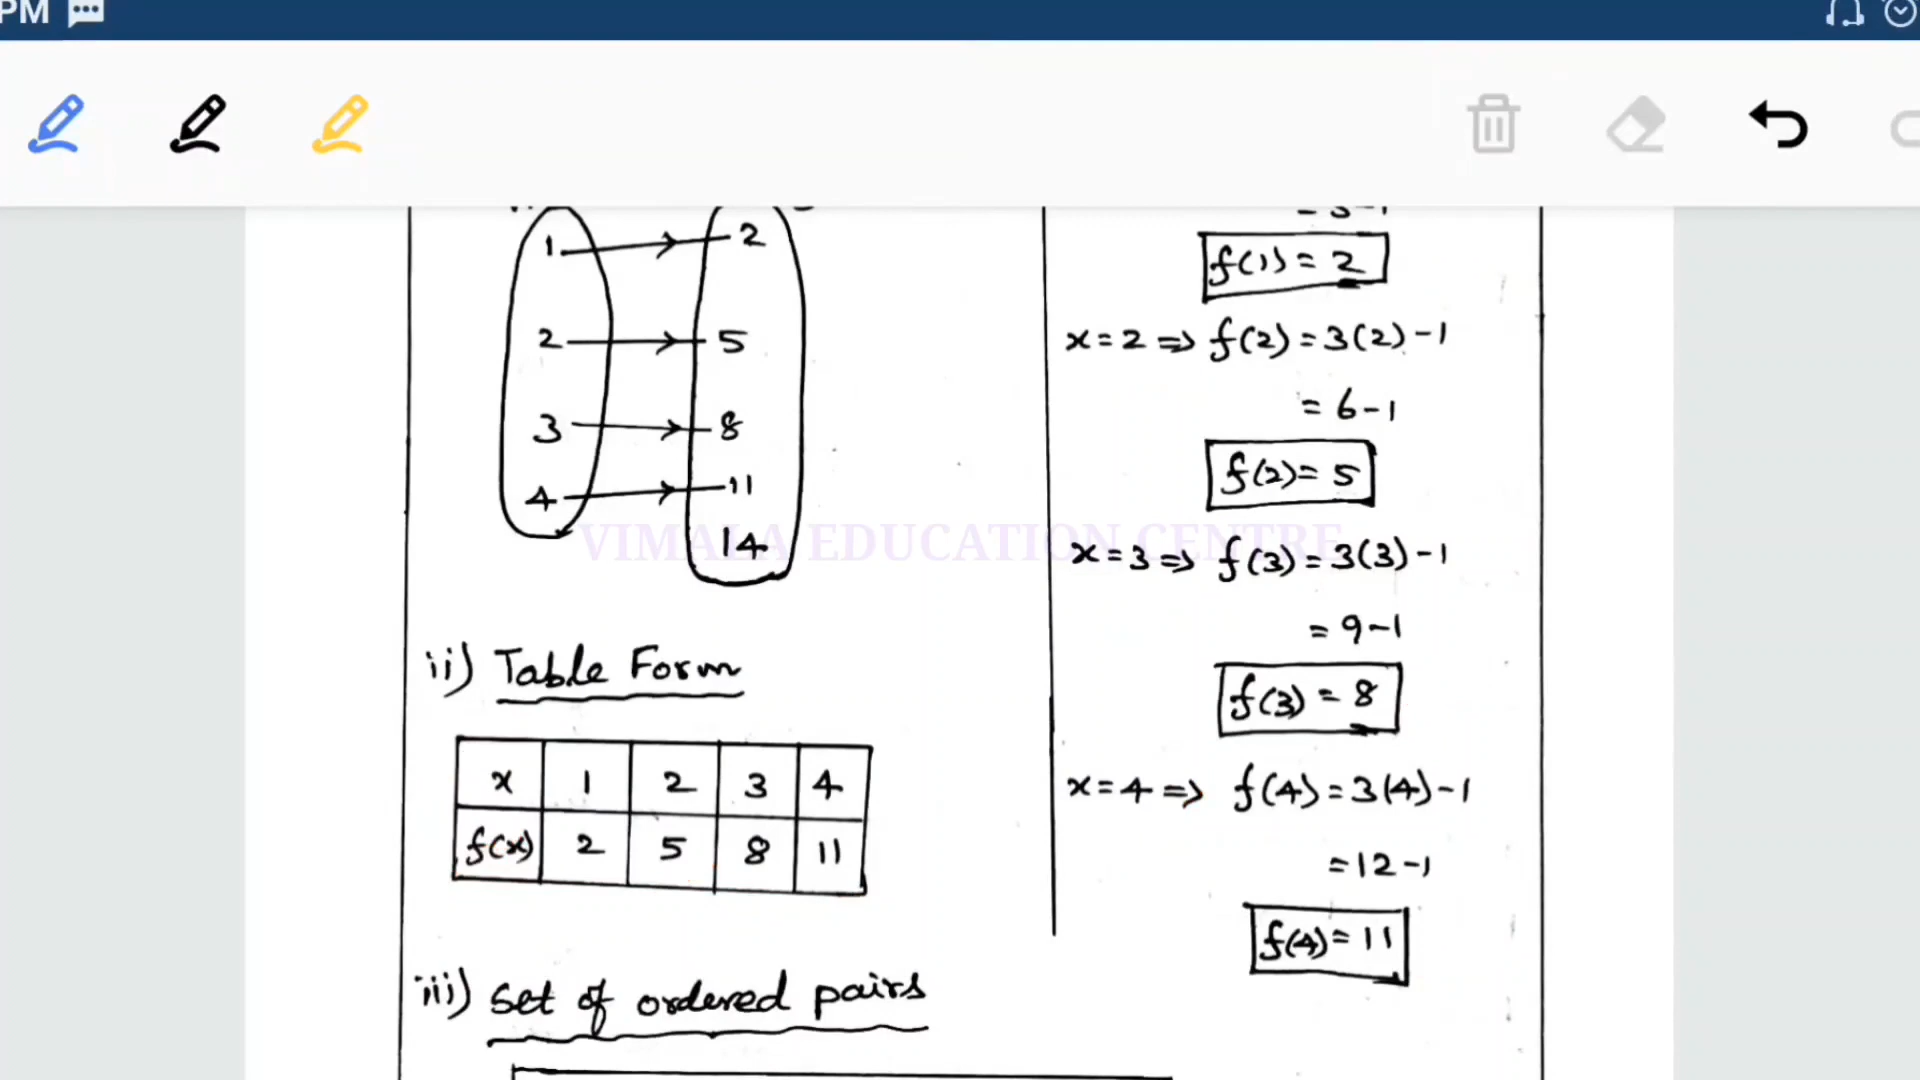 PM
1 2
2 5
3 8
4 11
14
ii) Table Form
x 1 2 3 4
f(x) 2 5 8 11
iii) Set of ordered pairs
= 3-1
f(1) = 2
x = 2 ⇒ f(2) = 3(2) - 1
= 6 - 1
f(2) = 5
x = 3 ⇒ f(3) = 3(3) - 1
= 9 - 1
f(3) = 8
x = 4 ⇒ f(4) = 3(4) - 1
= 12 - 1
f(4) = 11
VIMALA EDUCATION CENTRE